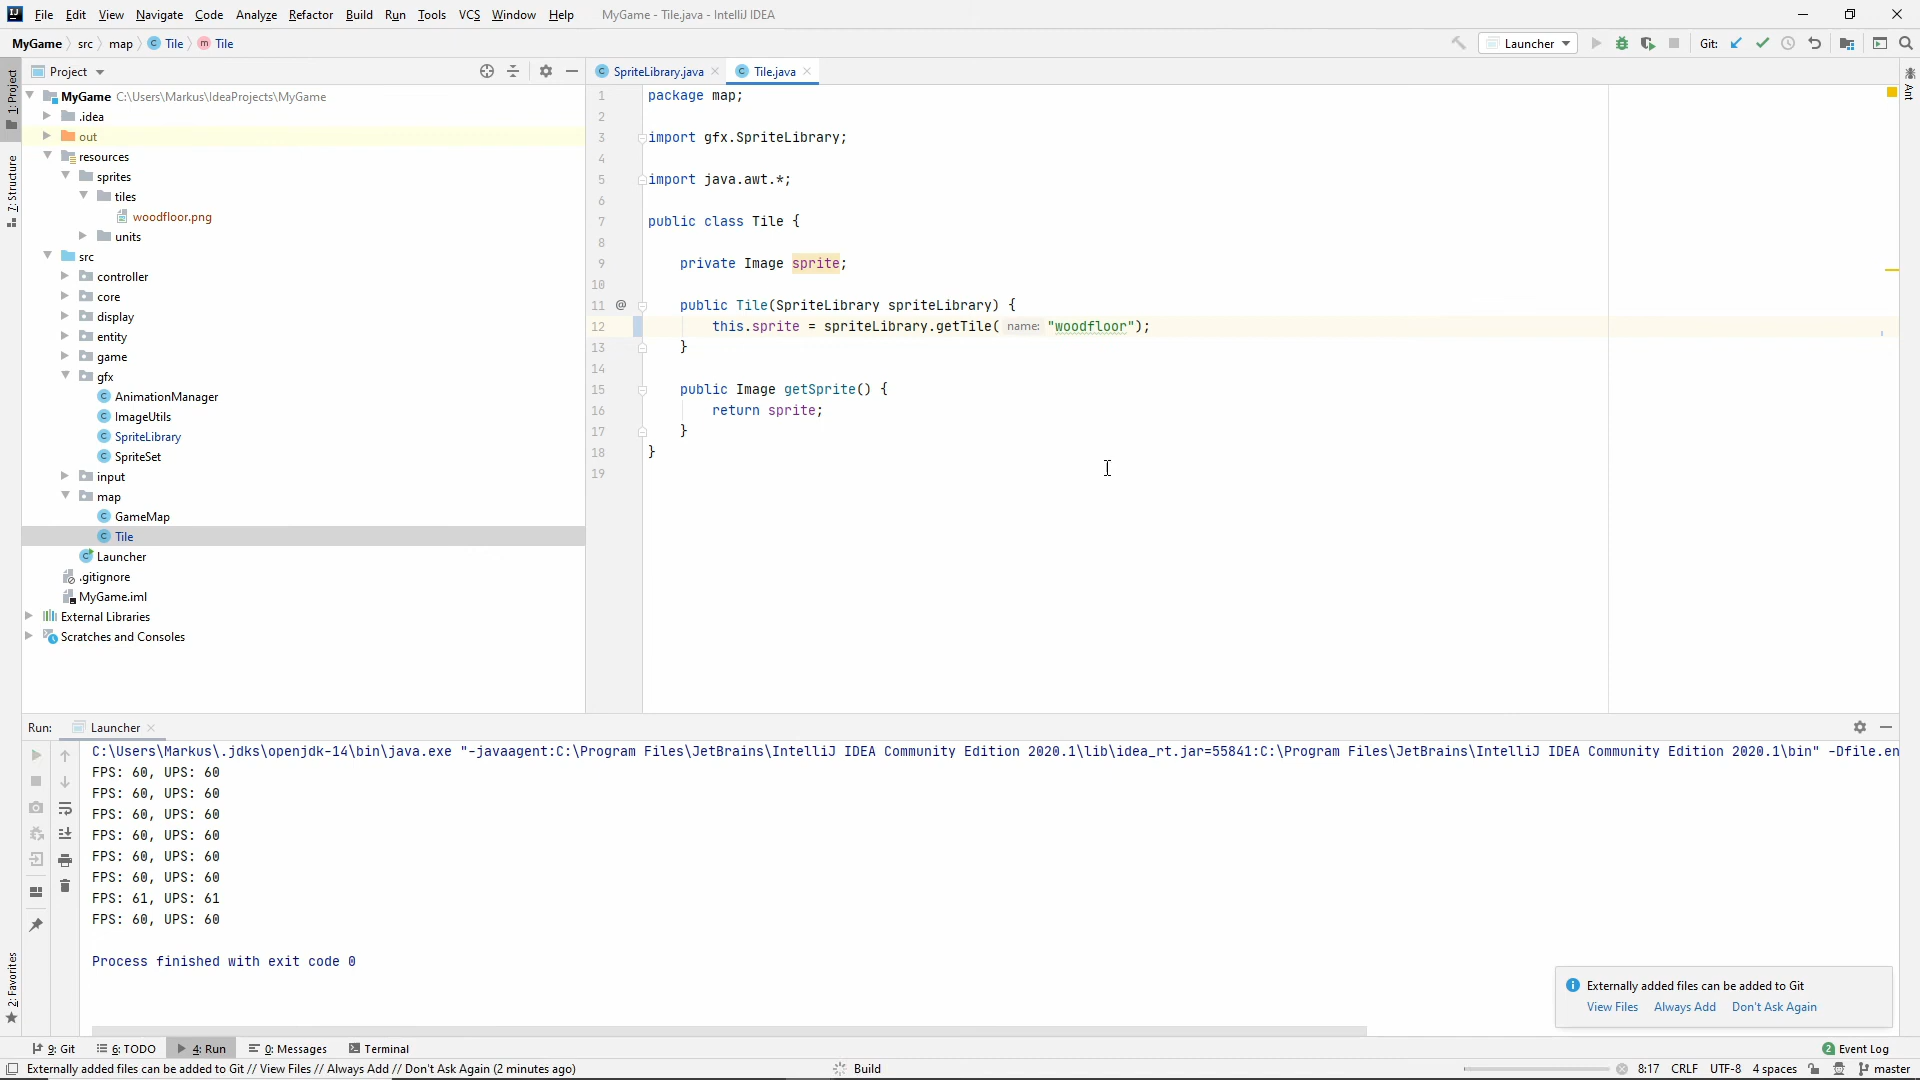 File Edit View Navigate Code Analyze Refactor Build Run Tools VCS Window Help MyGame - Tile.java - IntelliJ IDEA
MyGame src map Tile Tile
Launcher Git:
Project
SpriteLibrary.java Tile.java
1: Project
7: Structure
2: Favorites
Ant
MyGame C:\Users\Markus\IdeaProjects\MyGame
.idea
out
resources
sprites
tiles
woodfloor.png
units
src
controller
core
display
entity
game
gfx
AnimationManager
ImageUtils
SpriteLibrary
SpriteSet
input
map
GameMap
Tile
Launcher
.gitignore
MyGame.iml
External Libraries
Scratches and Consoles
1 package map;
2
3 import gfx.SpriteLibrary;
4
5 import java.awt.*;
6
7 public class Tile {
8
9 private Image sprite;
10
11 @ public Tile(SpriteLibrary spriteLibrary) {
12 this.sprite = spriteLibrary.getTile( name: "woodfloor");
13 }
14
15 public Image getSprite() {
16 return sprite;
17 }
18 }
19
Run: Launcher
C:\Users\Markus\.jdks\openjdk-14\bin\java.exe "-javaagent:C:\Program Files\JetBrains\IntelliJ IDEA Community Edition 2020.1\lib\idea_rt.jar=55841:C:\Program Files\JetBrains\IntelliJ IDEA Community Edition 2020.1\bin" -Dfile.en
FPS: 60, UPS: 60
FPS: 60, UPS: 60
FPS: 60, UPS: 60
FPS: 60, UPS: 60
FPS: 60, UPS: 60
FPS: 60, UPS: 60
FPS: 61, UPS: 61
FPS: 60, UPS: 60
Process finished with exit code 0
Externally added files can be added to Git
View Files Always Add Don't Ask Again
9: Git 6: TODO 4: Run 0: Messages Terminal 2 Event Log
Externally added files can be added to Git // View Files // Always Add // Don't Ask Again (2 minutes ago) Build 8:17 CRLF UTF-8 4 spaces master